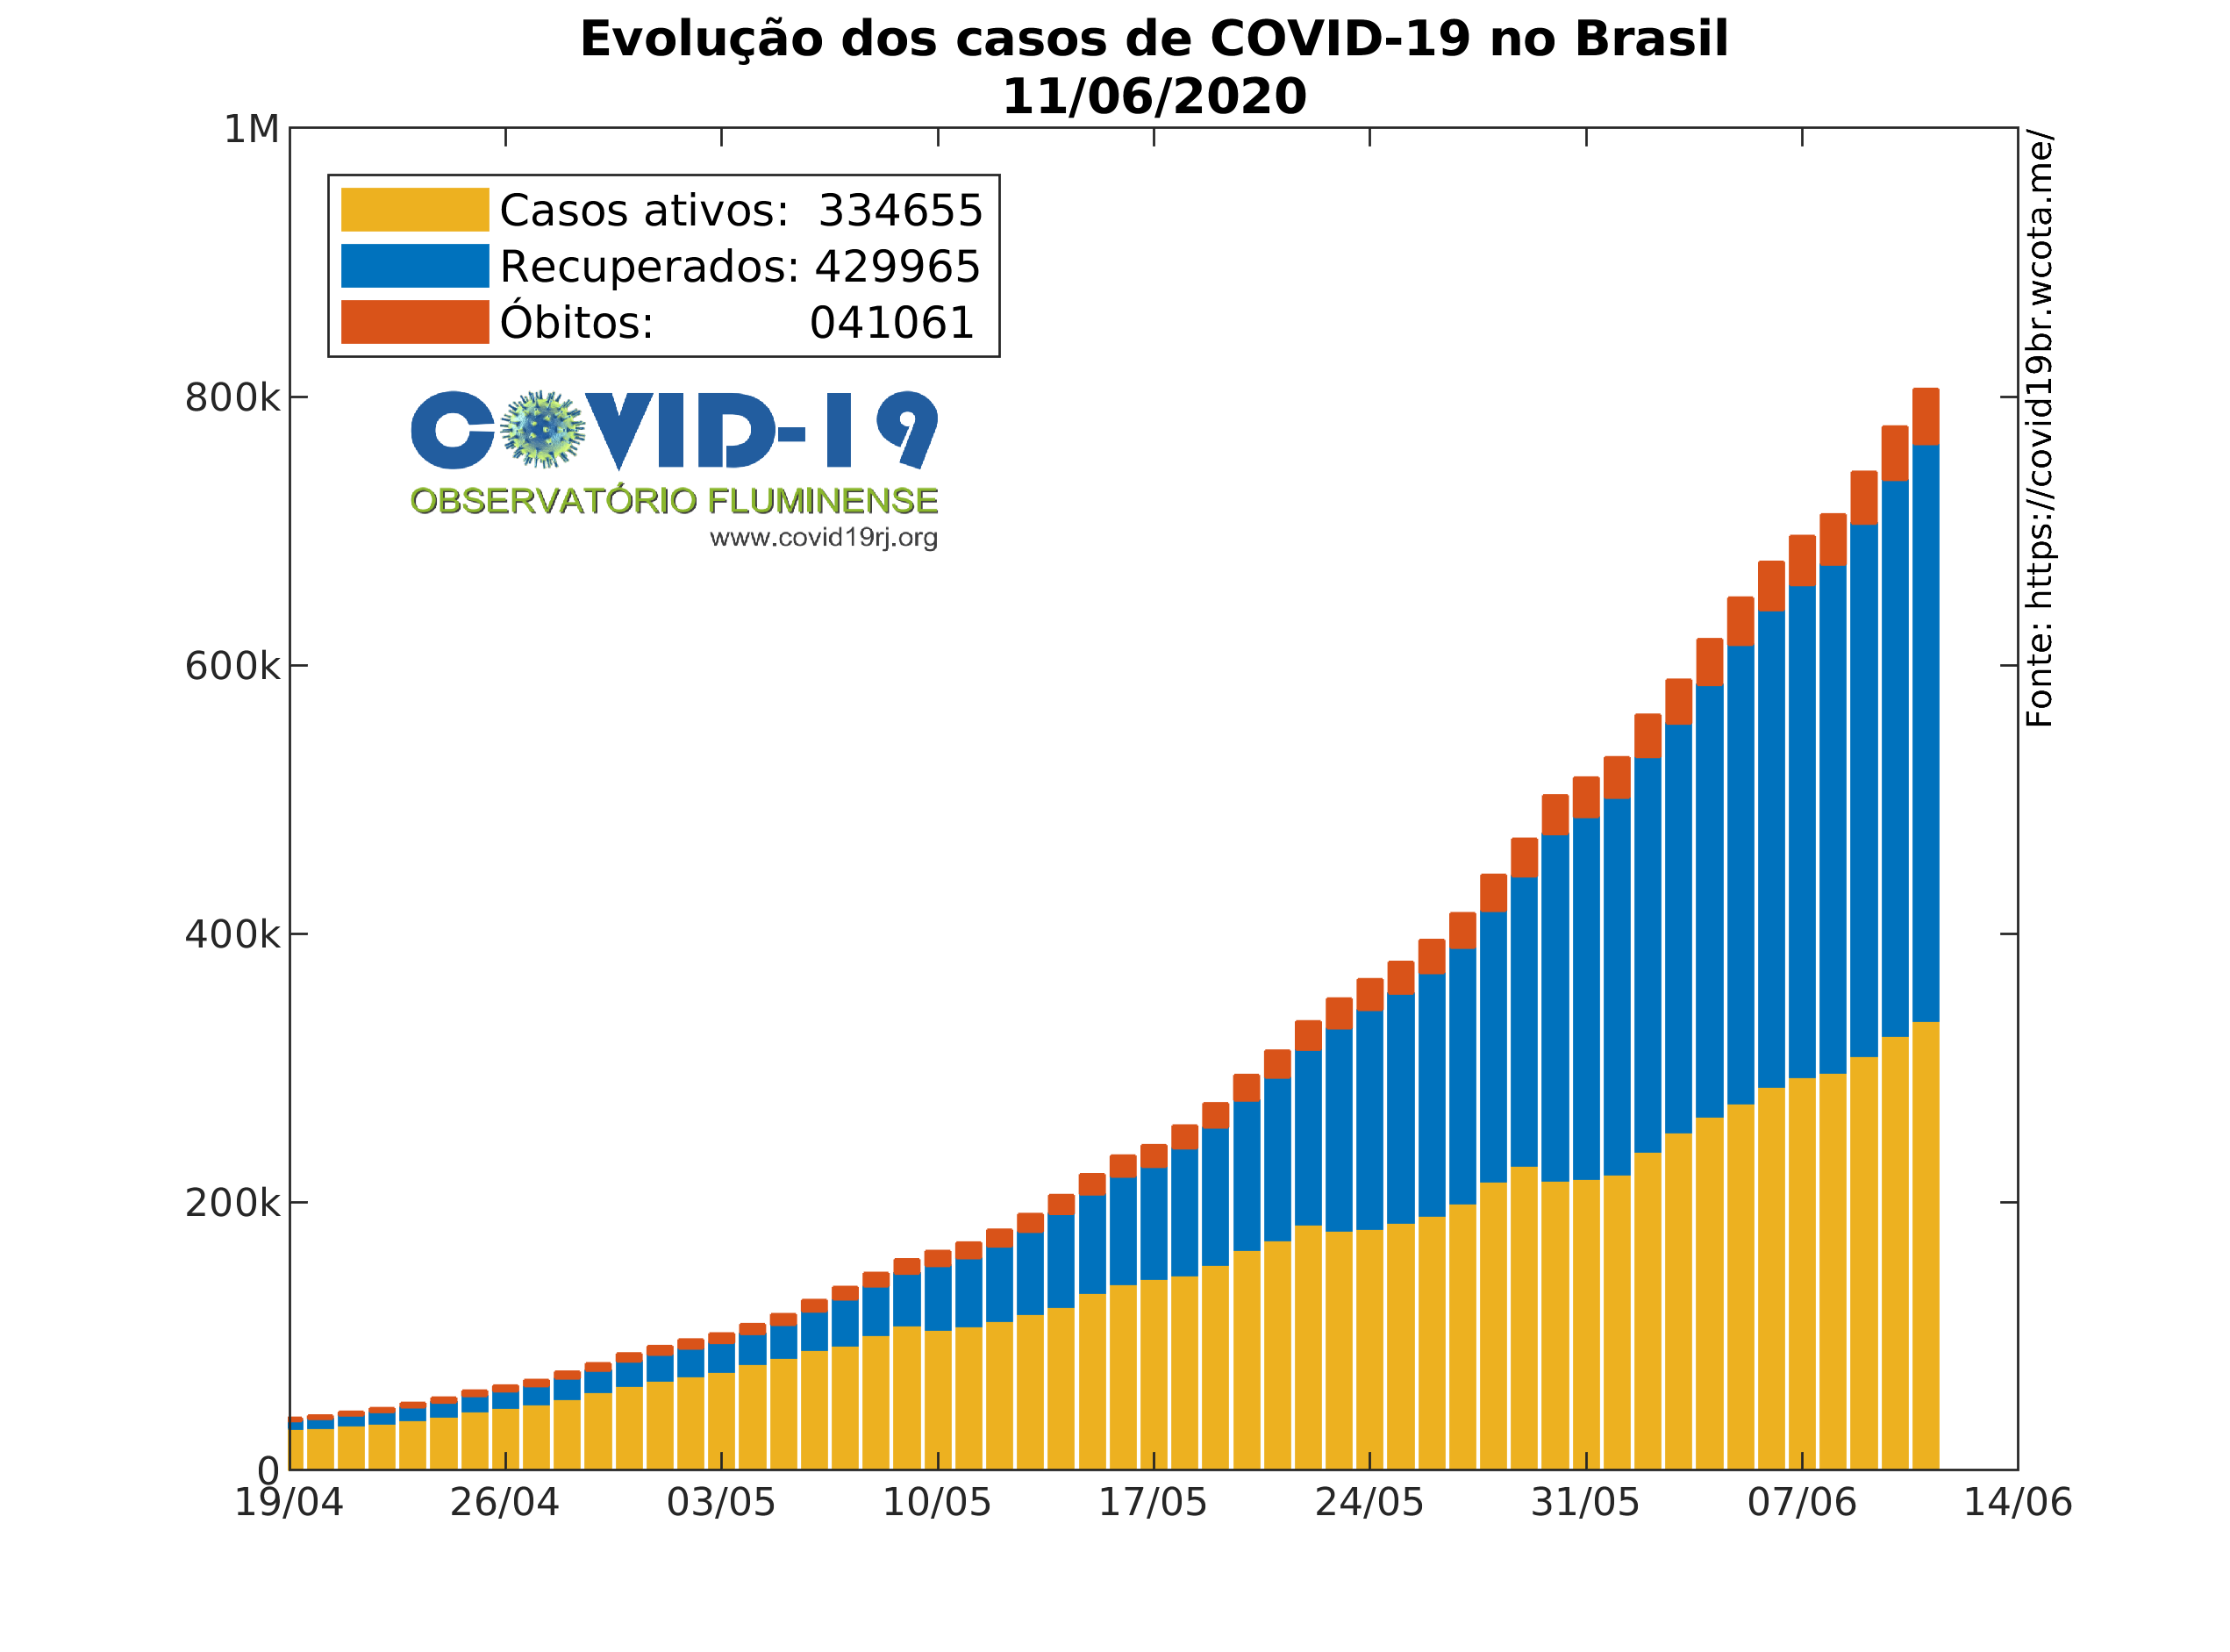 Evolução dos casos de COVID-19 no Brasil
11/06/2020
1M
Casos ativos: 334655
Recuperados: 429965
Óbitos: 041061
COVID-19
OBSERVATÓRIO FLUMINENSE
www.covid19rj.org
Fonte: https://covid19br.wcota.me/
800k
600k
400k
200k
0
19/04 26/04 03/05 10/05 17/05 24/05 31/05 07/06 14/06